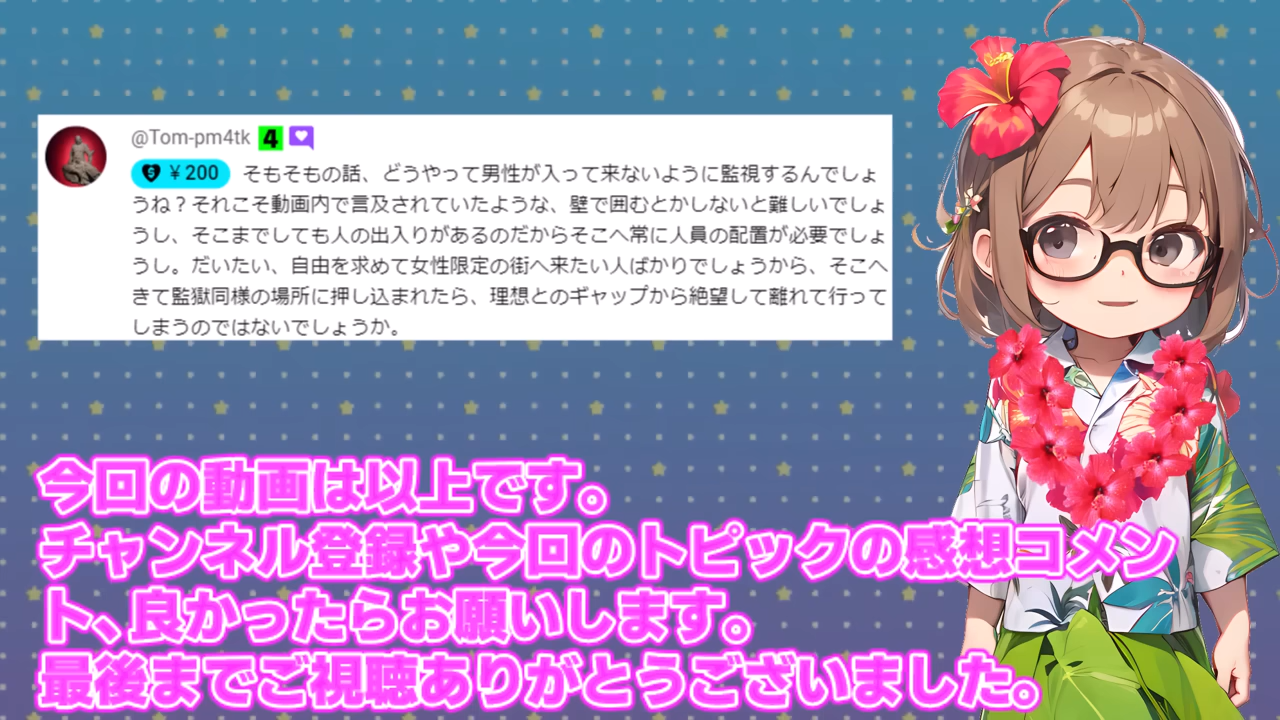 @Tom-pm4tk 4
¥200 そもそもの話、どうやって男性が入って来ないように監視するんでしょ
うね？それこそ動画内で言及されていたような、壁で囲むとかしないと難しいでしょ
うし、そこまでしても人の出入りがあるのだからそこへ常に人員の配置が必要でしょ
うし。だいたい、自由を求めて女性限定の街へ来たい人ばかりでしょうから、そこへ
きて監獄同様の場所に押し込まれたら、理想とのギャップから絶望して離れて行って
しまうのではないでしょうか。
今回の動画は以上です。
チャンネル登録や今回のトピックの感想コメン
ト、良かったらお願いします。
最後までご視聴ありがとうございました。